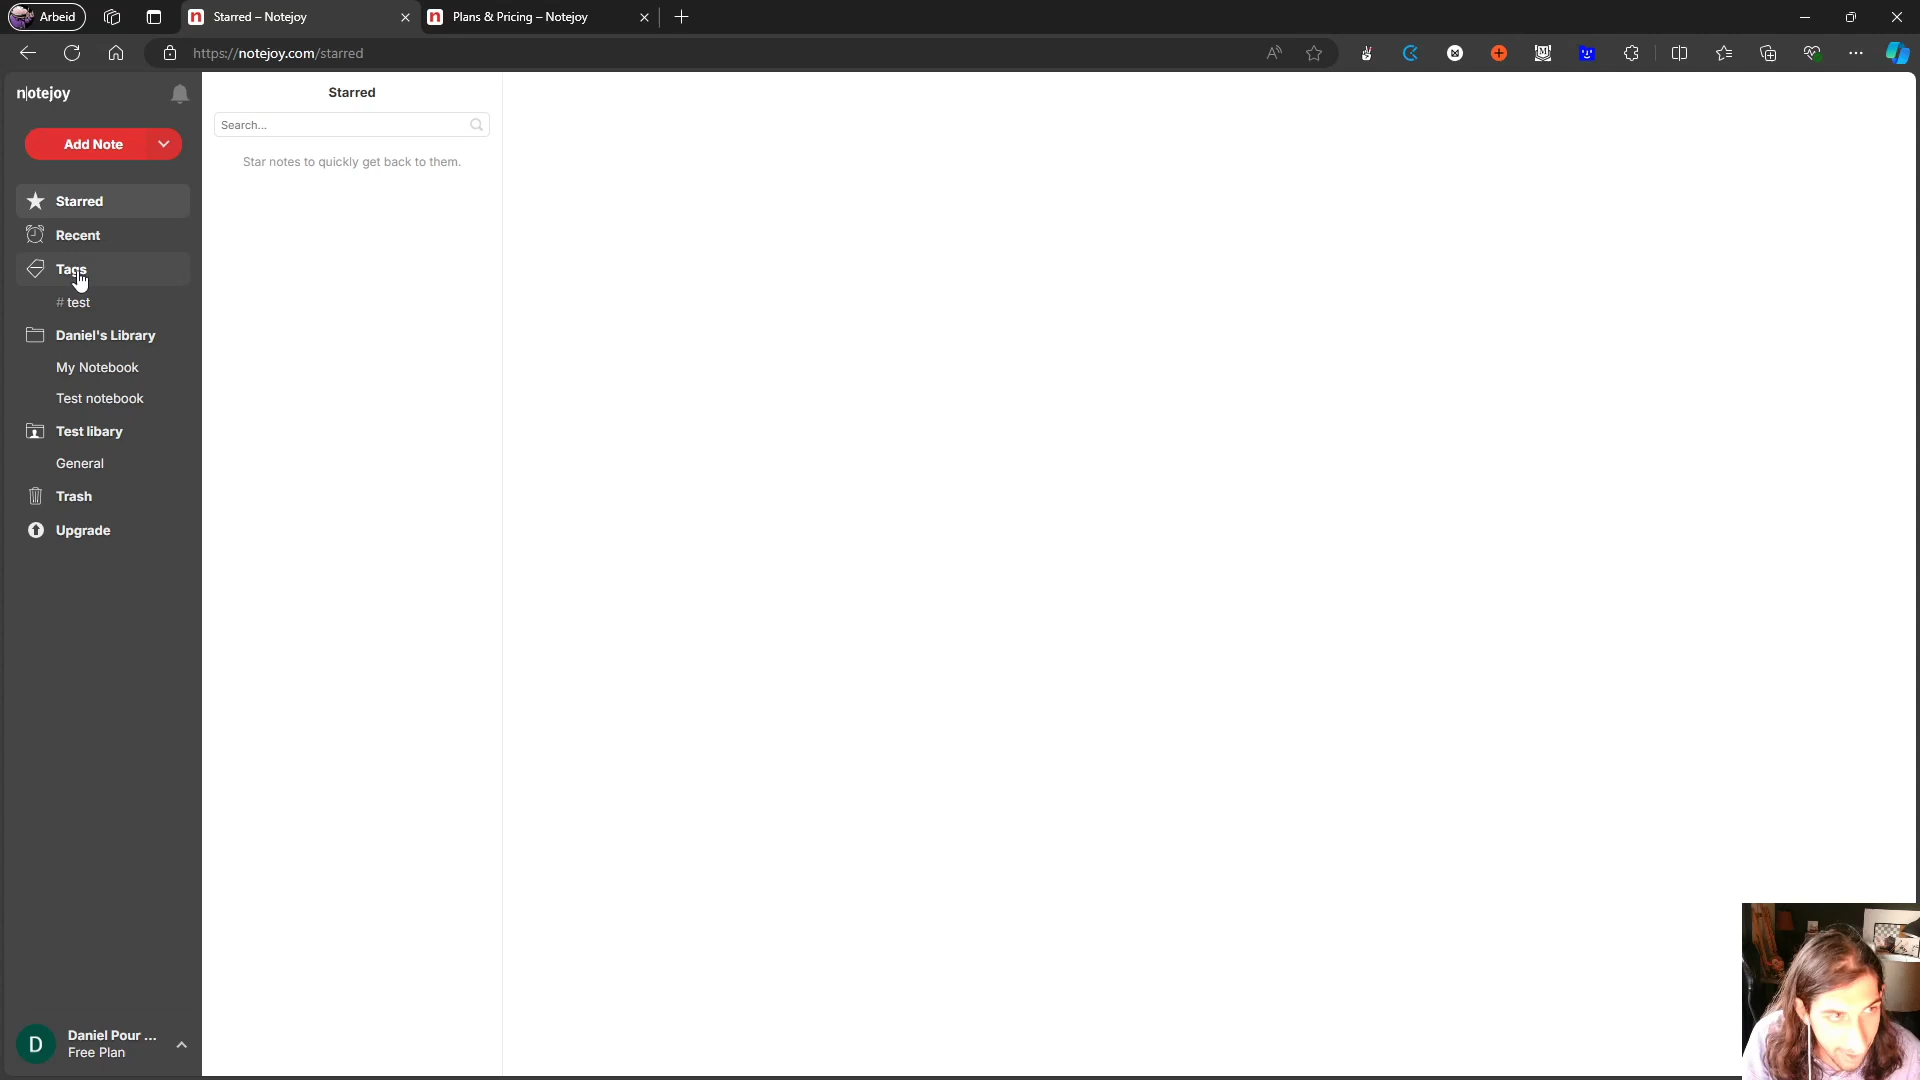 Arbeid
Starred – Notejoy
Plans & Pricing – Notejoy
https://notejoy.com/starred
notejoy
Add Note
Starred
Recent
Tags
# test
Daniel's Library
My Notebook
Test notebook
Test libary
General
Trash
Upgrade
D
Daniel Pour ...
Free Plan
Starred
Search...
Star notes to quickly get back to them.